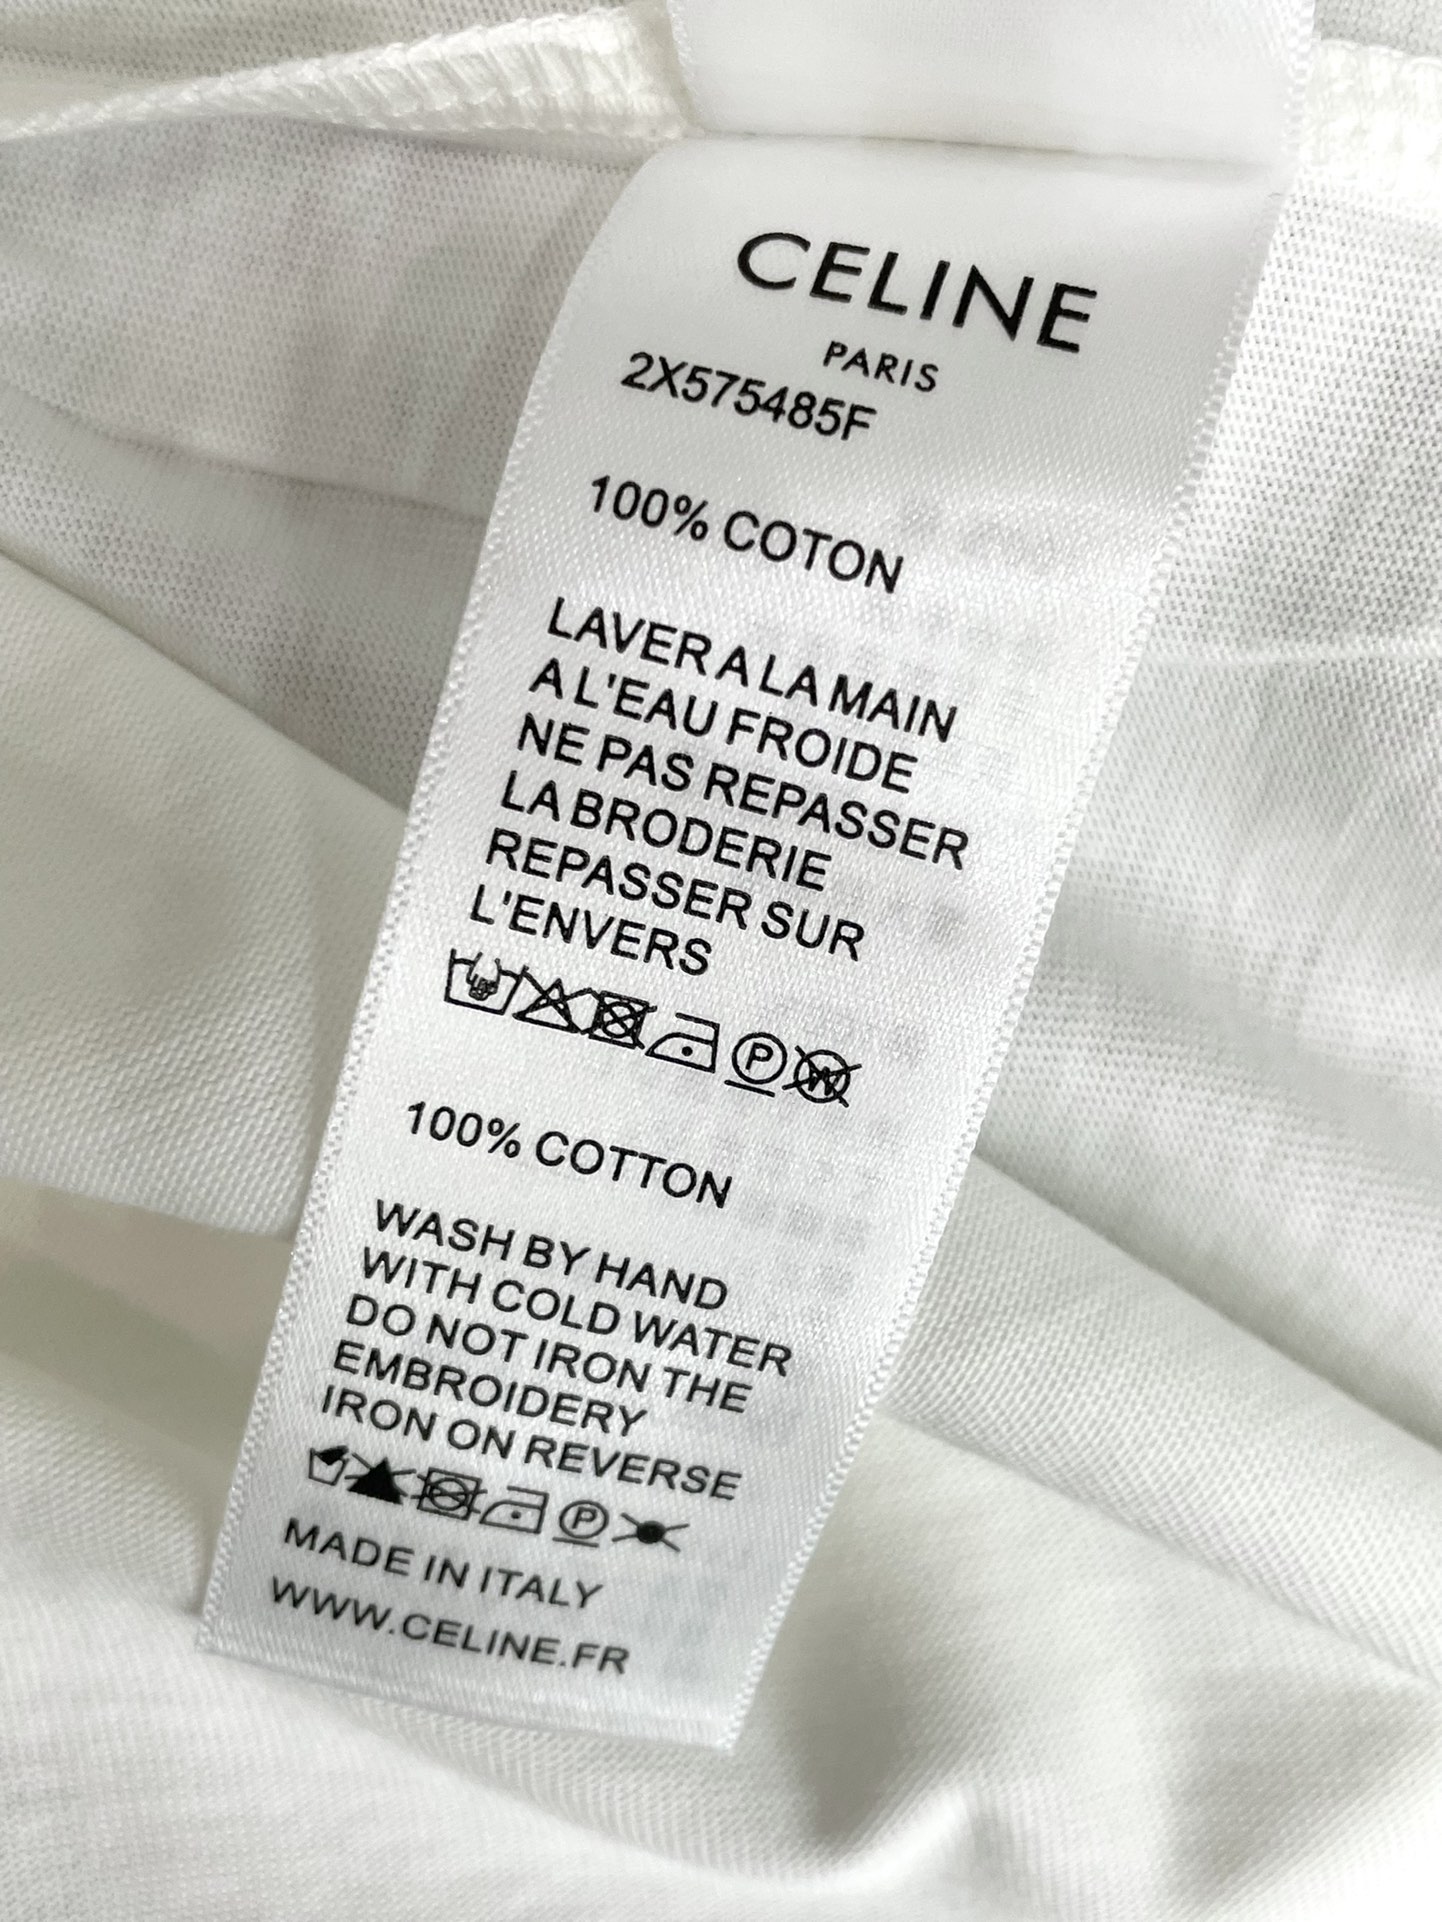 CELINE
PARIS
2X575485F
100% COTON
LAVER A LA MAIN
A L'EAU FROIDE
NE PAS REPASSER
LA BRODERIE
REPASSER SUR
L'ENVERS
P W
100% COTTON
WASH BY HAND
WITH COLD WATER
DO NOT IRON THE
EMBROIDERY
IRON ON REVERSE
P
MADE IN ITALY
WWW.CELINE.FR